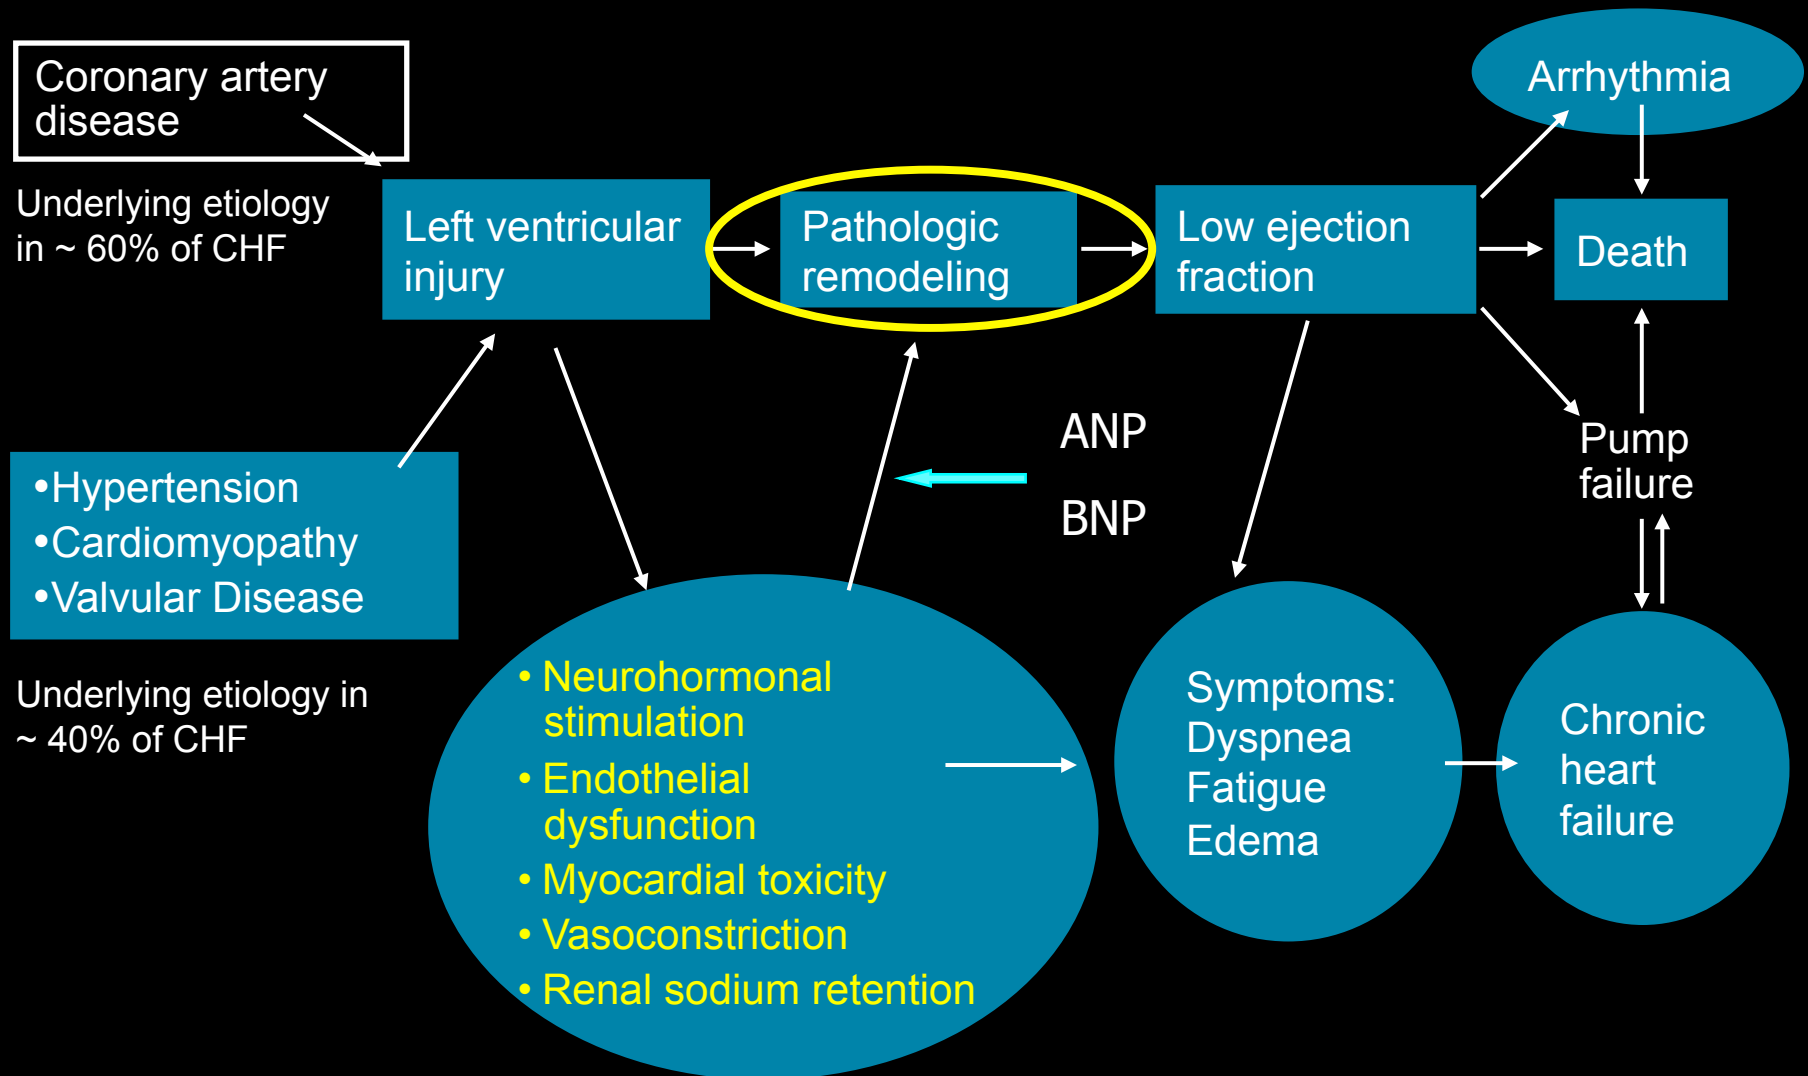 Coronary artery
disease
Underlying etiology
in ~ 60% of CHF
Left ventricular
injury
Pathologic
remodeling
Low ejection
fraction
Arrhythmia
Death
Pump
failure
ANP
BNP
•Hypertension
•Cardiomyopathy
•Valvular Disease
Underlying etiology in
~ 40% of CHF
• Neurohormonal
stimulation
• Endothelial
dysfunction
• Myocardial toxicity
• Vasoconstriction
• Renal sodium retention
Symptoms:
Dyspnea
Fatigue
Edema
Chronic
heart
failure